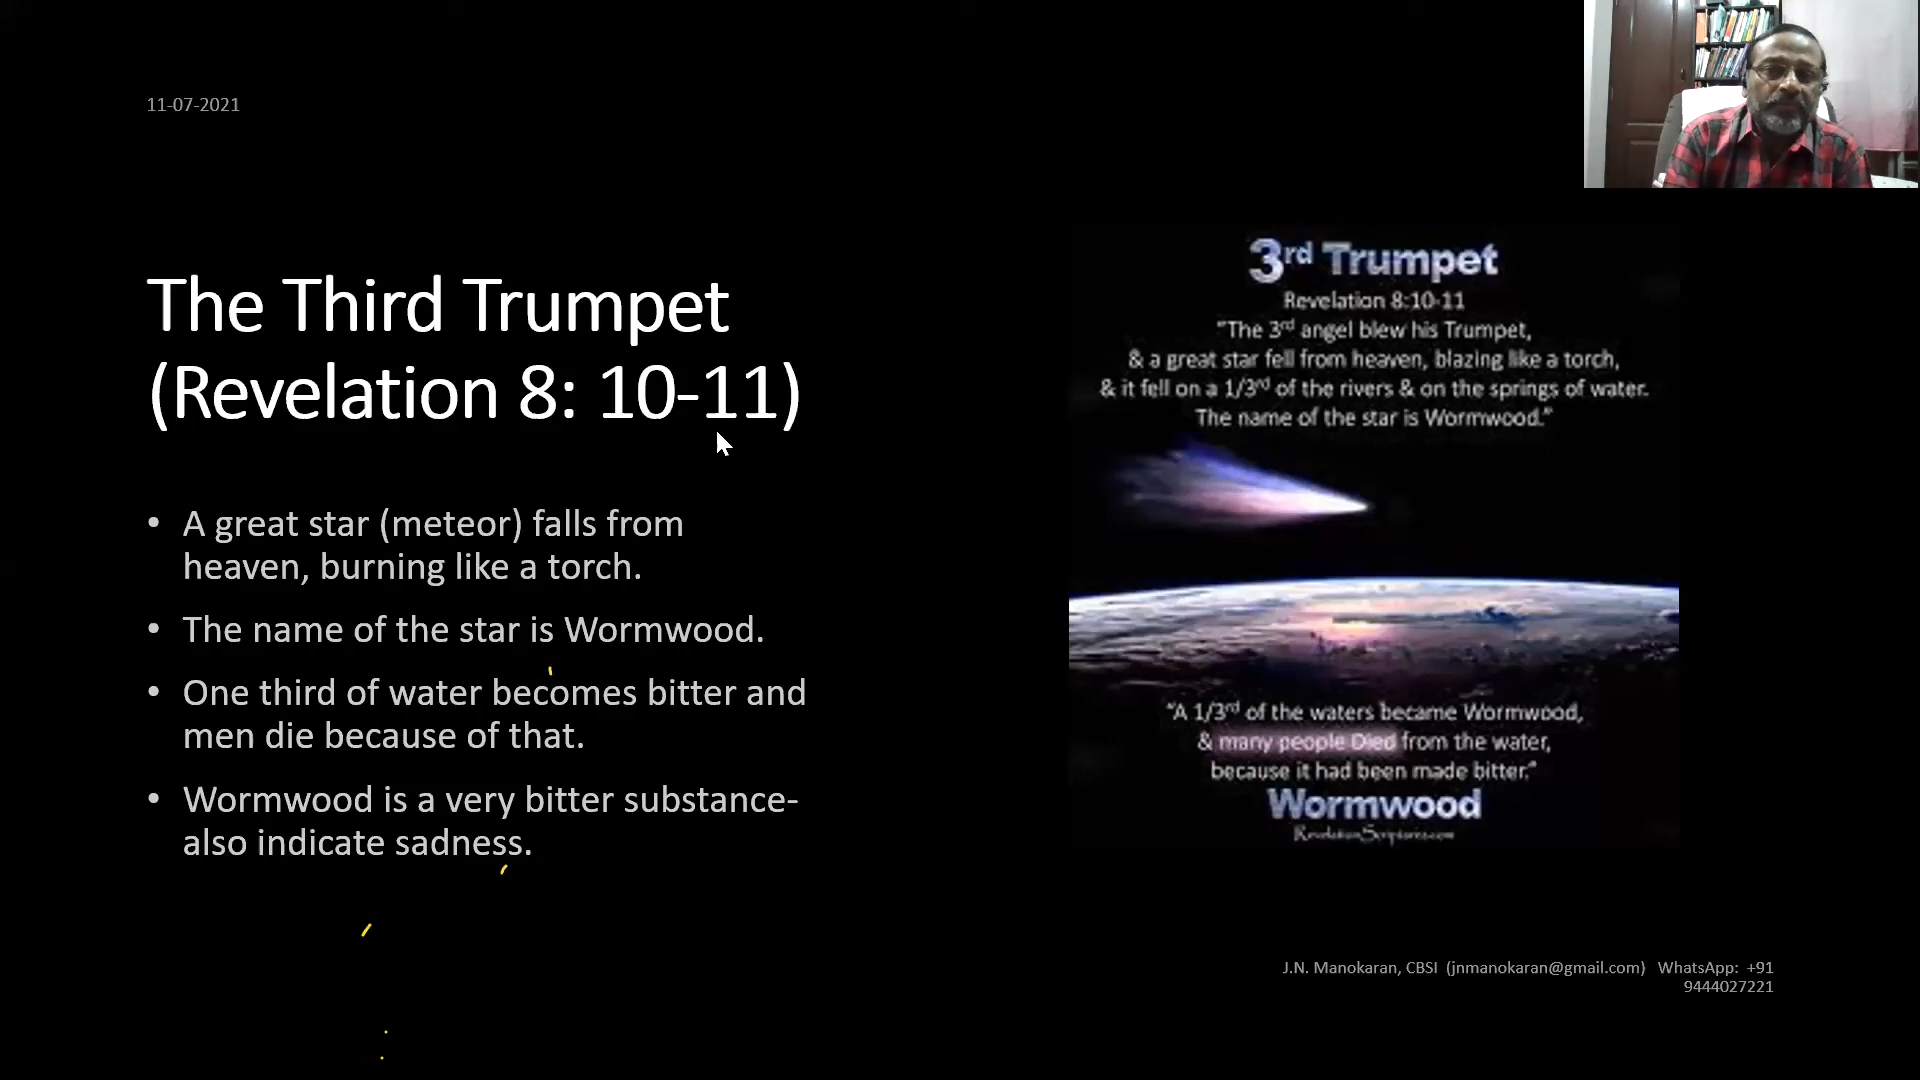 11-07-2021
The Third Trumpet
(Revelation 8: 10-11)
• A great star (meteor) falls from
heaven, burning like a torch.
• The name of the star is Wormwood.
• One third of water becomes bitter and
men die because of that.
• Wormwood is a very bitter substance-
also indicate sadness.
3rd Trumpet
Revelation 8:10-11
"The 3rd angel blew his Trumpet,
& a great star fell from heaven, blazing like a torch,
& it fell on a 1/3rd of the rivers & on the springs of water.
The name of the star is Wormwood."
"A 1/3rd of the waters became Wormwood,
& many people Died from the water,
because it had been made bitter."
Wormwood
RevelationScriptures.com
J.N. Manokaran, CBSI (jnmanokaran@gmail.com) WhatsApp: +91
9444027221